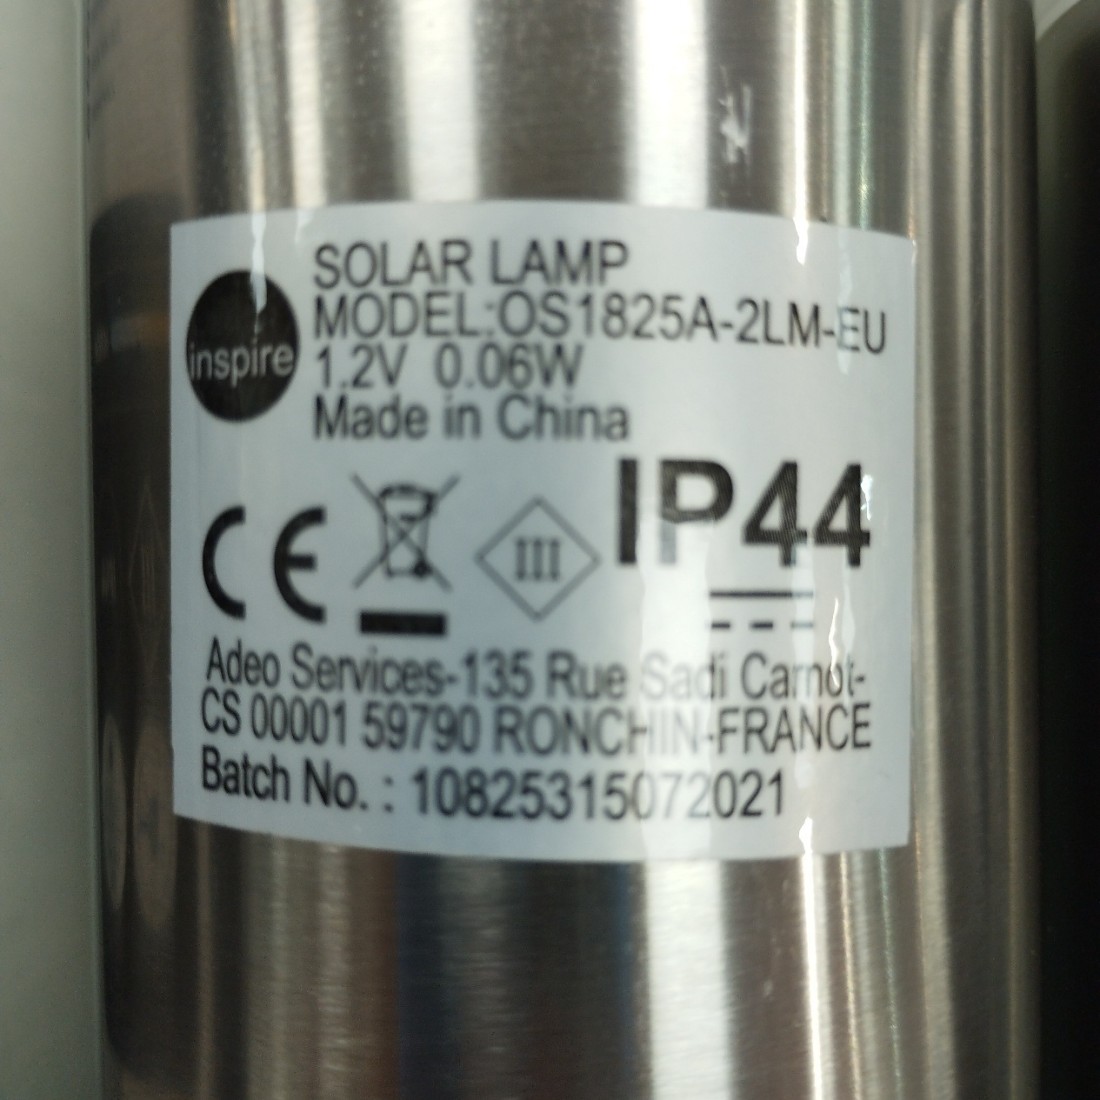 SOLAR LAMP
MODEL:OS1825A-2LM-EU
inspire
1.2V 0.06W
Made in China
IP44
CE
III
Adeo Services-135 Rue Sadi Carnot-
CS 00001 59790 RONCHIN-FRANCE
Batch No. : 10825315072021